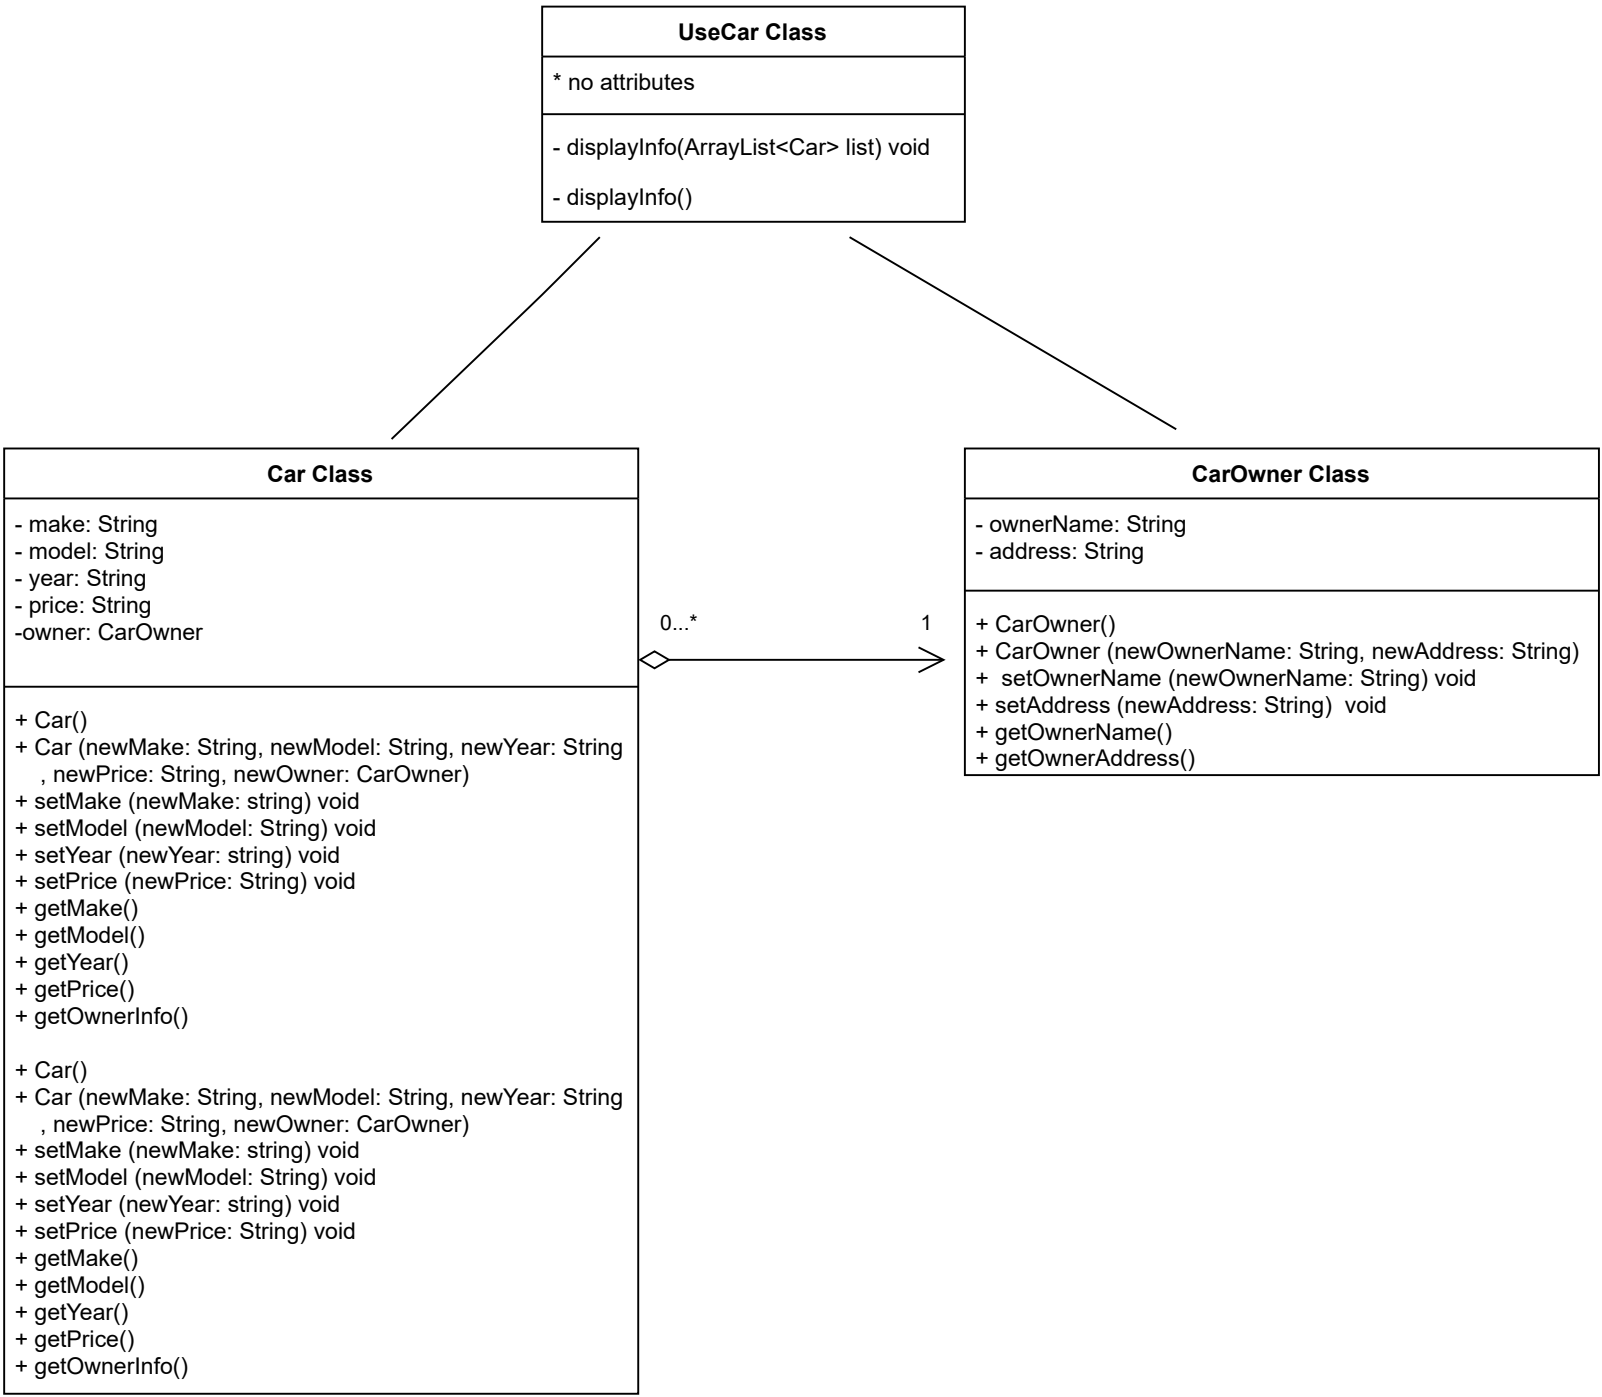 UseCar Class
* no attributes
- displayInfo(ArrayList<Car> list) void
- displayInfo()
Car Class
- make: String
- model: String
- year: String
- price: String
-owner: CarOwner
+ Car()
+ Car (newMake: String, newModel: String, newYear: String
, newPrice: String, newOwner: CarOwner)
+ setMake (newMake: string) void
+ setModel (newModel: String) void
+ setYear (newYear: string) void
+ setPrice (newPrice: String) void
+ getMake()
+ getModel()
+ getYear()
+ getPrice()
+ getOwnerInfo()
+ Car()
+ Car (newMake: String, newModel: String, newYear: String
, newPrice: String, newOwner: CarOwner)
+ setMake (newMake: string) void
+ setModel (newModel: String) void
+ setYear (newYear: string) void
+ setPrice (newPrice: String) void
+ getMake()
+ getModel()
+ getYear()
+ getPrice()
+ getOwnerInfo()
0...*
1
CarOwner Class
- ownerName: String
- address: String
+ CarOwner()
+ CarOwner (newOwnerName: String, newAddress: String)
+  setOwnerName (newOwnerName: String) void
+ setAddress (newAddress: String)  void
+ getOwnerName()
+ getOwnerAddress()